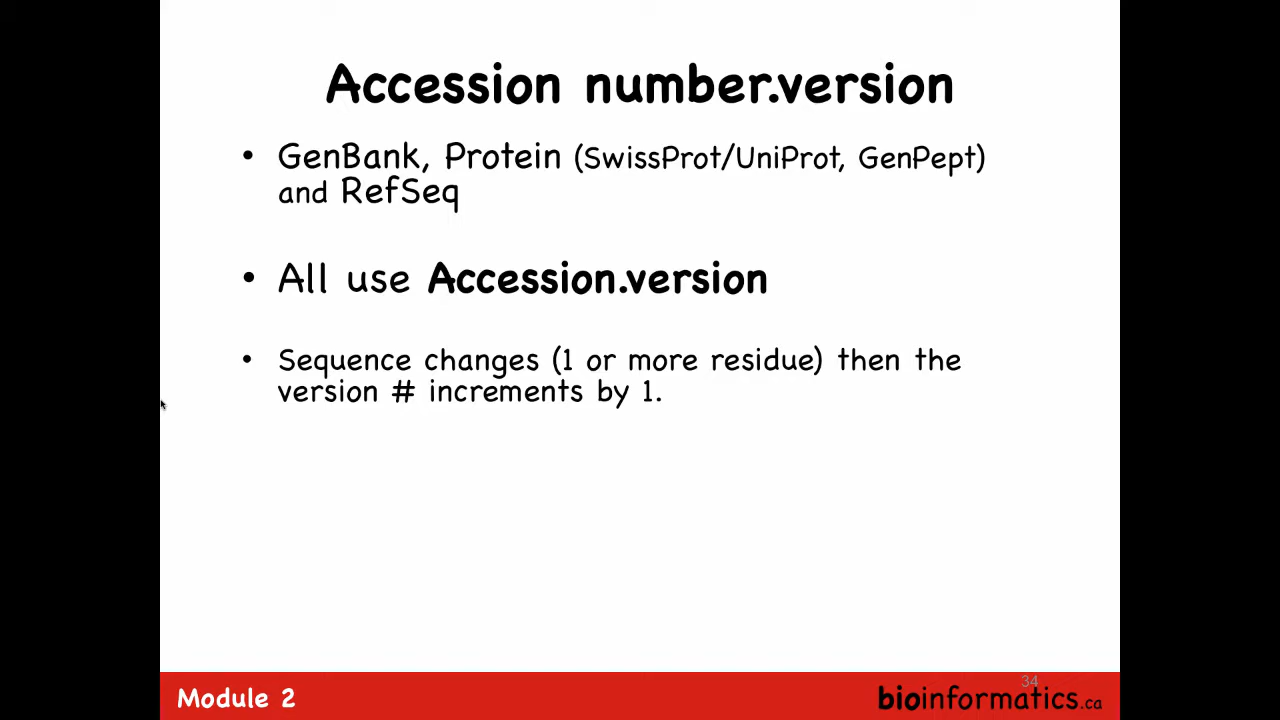 Accession number.version
• GenBank, Protein (SwissProt/UniProt, GenPept)
and RefSeq
• All use Accession.version
• Sequence changes (1 or more residue) then the
version # increments by 1.
34
Module 2
bioinformatics.ca